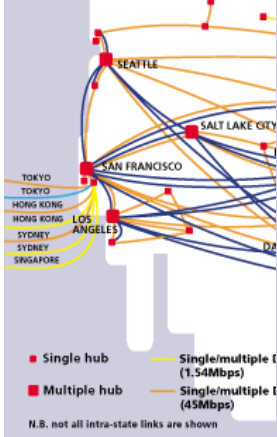 SEATTLE
SALT LAKE CITY
SAN FRANCISCO
TOKYO
TOKYO
HONG KONG
HONG KONG
LOS
ANGELES
SYDNEY
SYDNEY
SINGAPORE
DA
Single hub
Single/multiple D
(1.54Mbps)
Multiple hub
Single/multiple D
(45Mbps)
N.B. not all intra-state links are shown